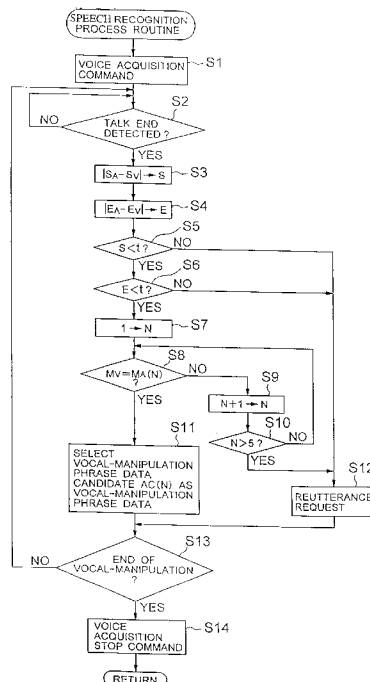 SPEECH RECOGNITION
PROCESS ROUTINE
VOICE ACQUISITION
COMMAND
S1
S2
TALK END
DETECTED?
NO
YES
|SA-SV|→S
S3
|EA-EV|→E
S4
S5
S<t?
NO
YES
S6
E<t?
NO
YES
1→N
S7
S8
MV=MA(N)
?
NO
YES
S9
N+1→N
S10
N>5?
NO
YES
S11
SELECT
VOCAL-MANIPULATION
PHRASE DATA
CANDIDATE AC(N) AS
VOCAL-MANIPULATION
PHRASE DATA
S12
REUTTERANCE
REQUEST
S13
END OF
VOCAL-MANIPULATION
?
NO
YES
S14
VOICE
ACQUISITION
STOP COMMAND
RETURN